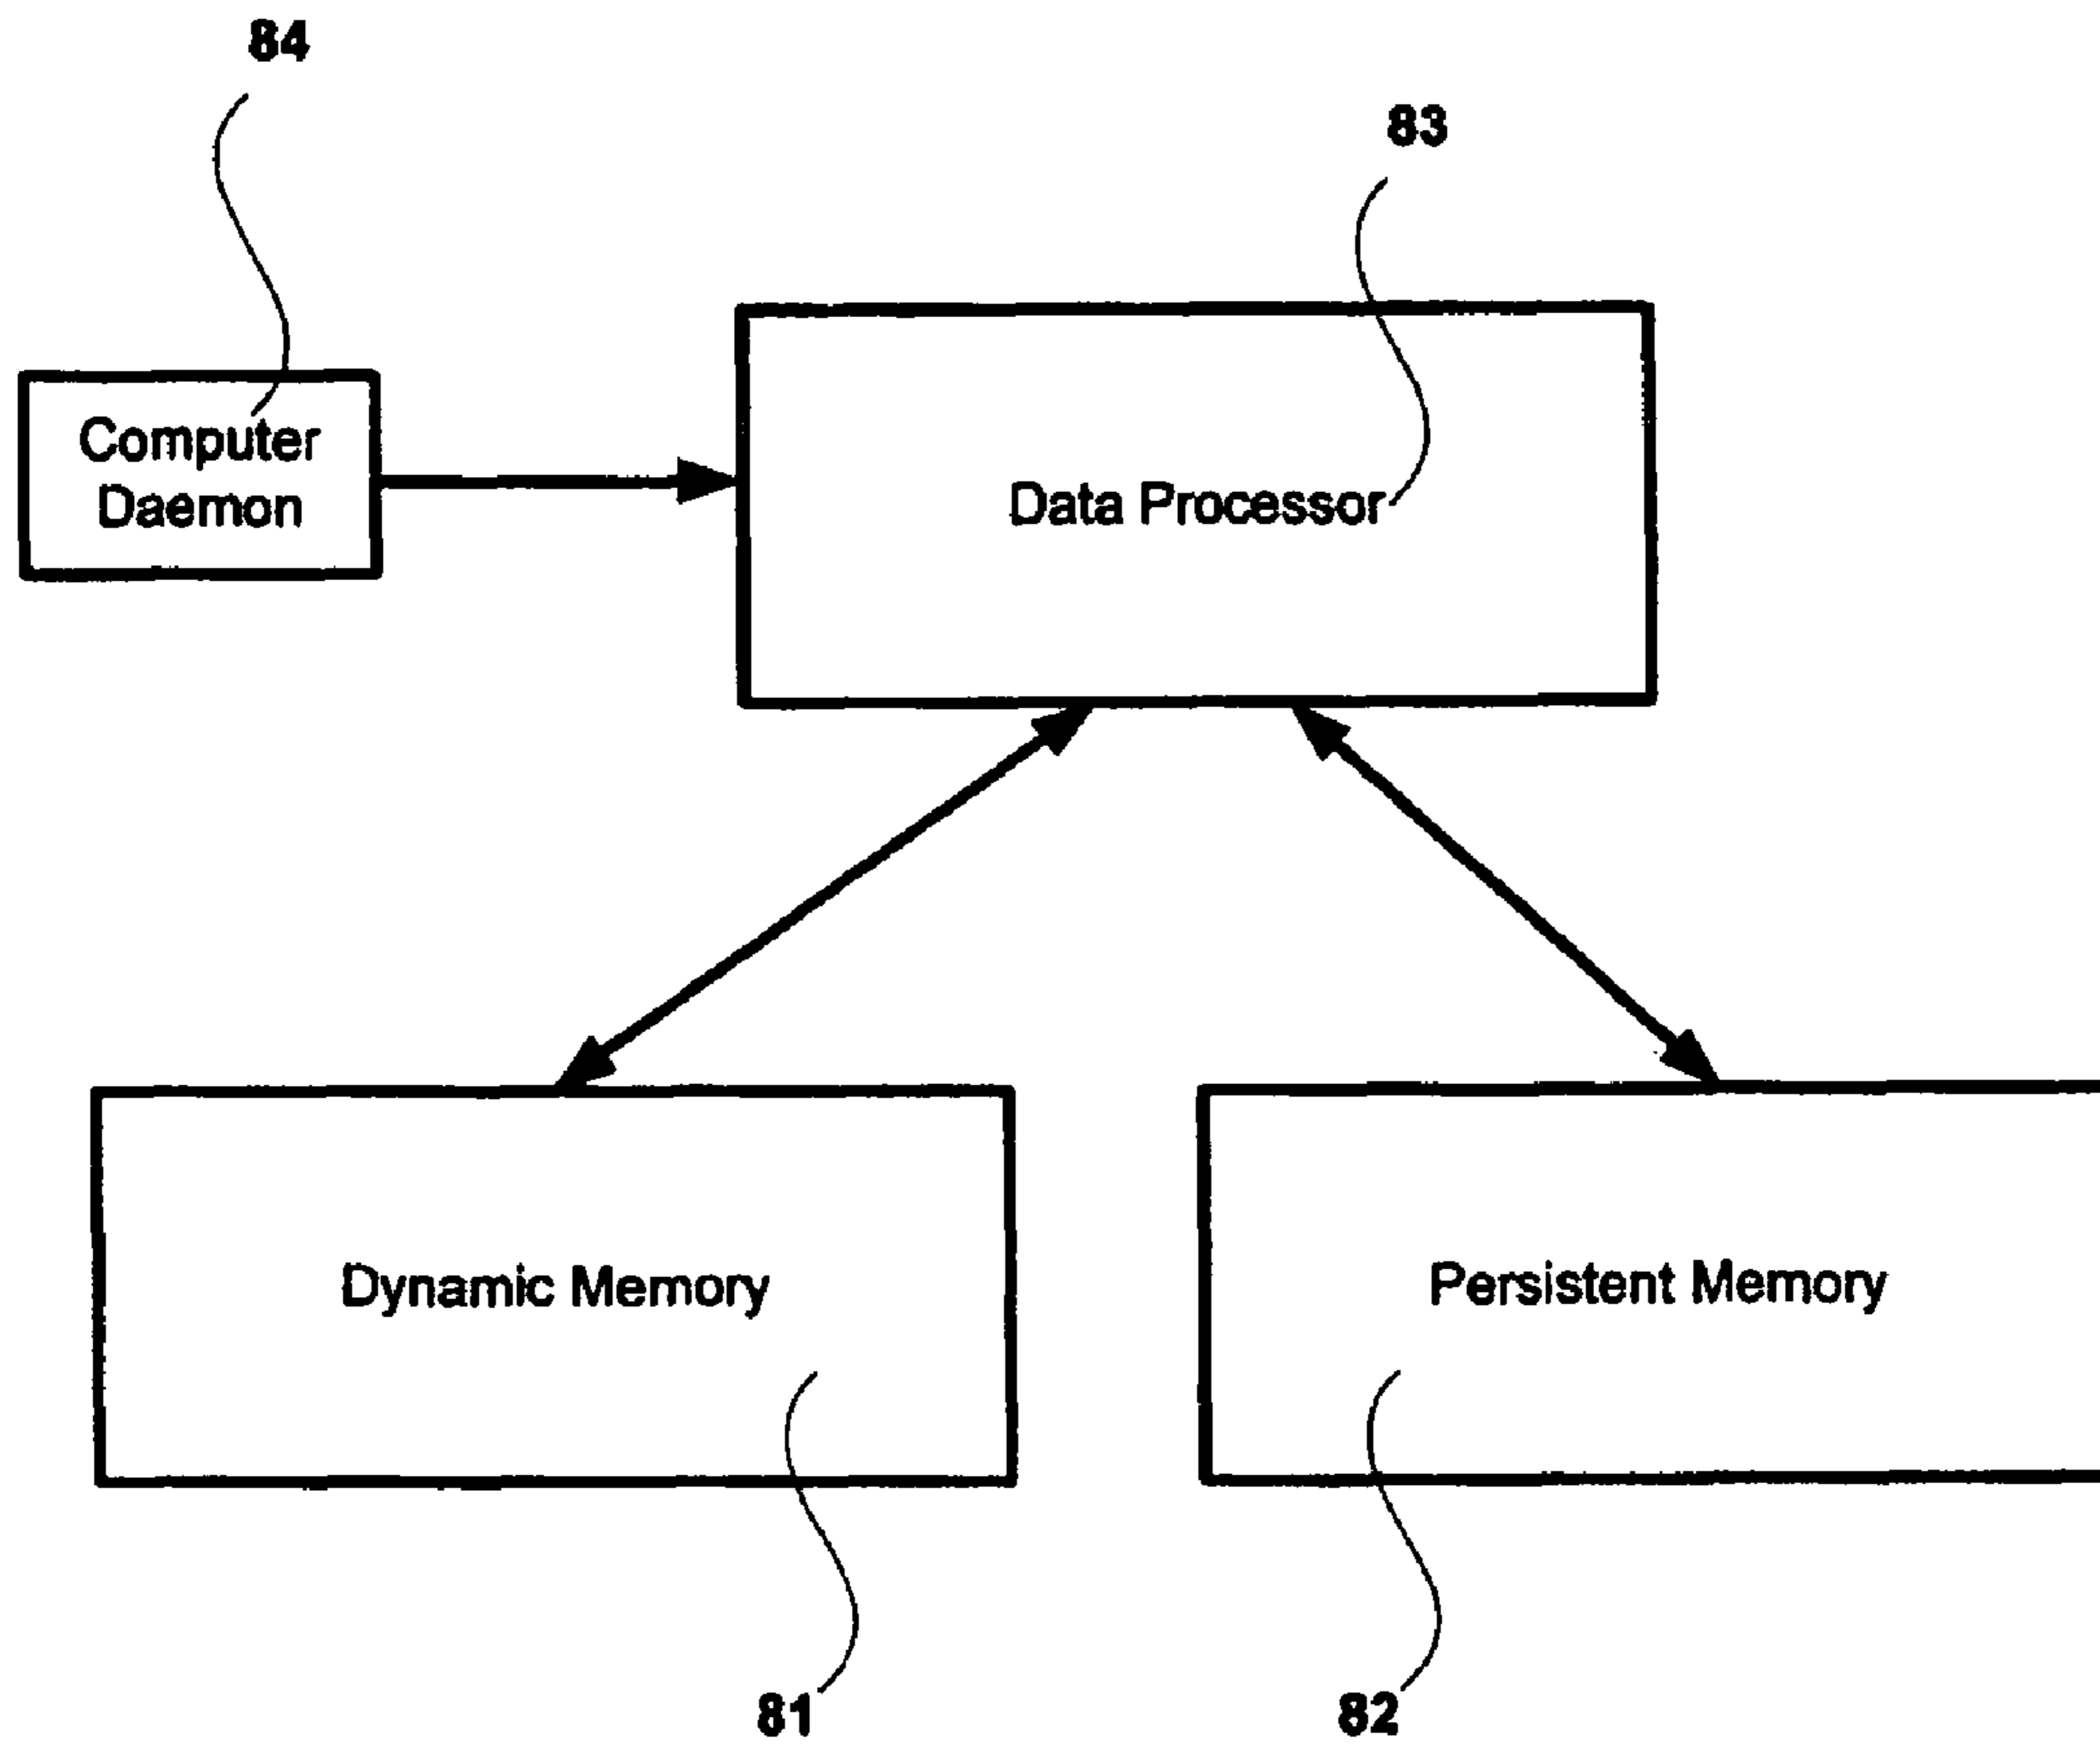 84
83
Computer
Daemon
Data Processor
Dynamic Memory
Persistent Memory
81
82